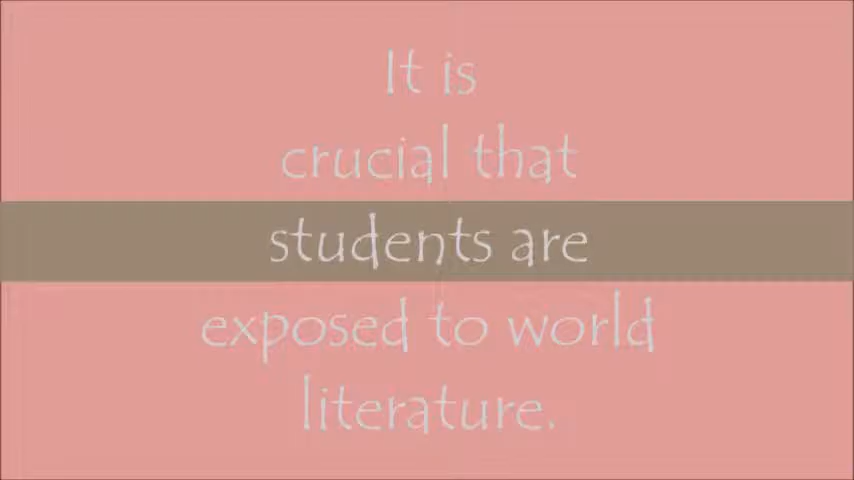 It is
crucial that
students are
exposed to world
literature.